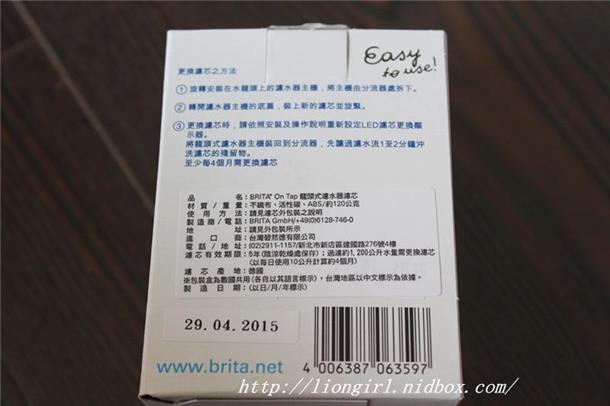 Easy
to use!
更換濾芯之方法
① 旋轉安裝在水龍頭上的濾水器主機，將主機由分流器處拆下。
② 轉開濾水器主機的底蓋，裝上新的濾芯並旋緊。
③ 更換濾芯時，請依照安裝及操作說明重新設定LED濾芯更換顯
示器。
將龍頭式濾水器主機裝回到分流器，先讓過濾水流1至2分鐘沖
洗濾芯的殘留物。
至少每4個月需更換濾芯
品名：BRITA® On Tap 龍頭式濾水器濾芯
材質/重量：不織布、活性碳、ABS/約120公克
使用方法：請見濾芯外包裝之說明
製造商/電話：BRITA GmbH/+49(0)6128-746-0
地址：請見外包裝所示
進口商：台灣碧然德有限公司
電話/地址：(02)2911-1157/新北市新店區建國路276號4樓
濾芯有效期限：5年(陰涼乾燥處保存)；過濾約1,200公升水量需更換濾芯
(以每日使用10公升計算約4個月)
濾芯產地：德國
※包裝盒為數國共用(各自以其語言標示)，台灣地區以中文標示為依據。
製造日期：(以日/月/年標示)
29.04.2015
www.brita.net
4 006387 063597
http://liongirl.nidbox.com/